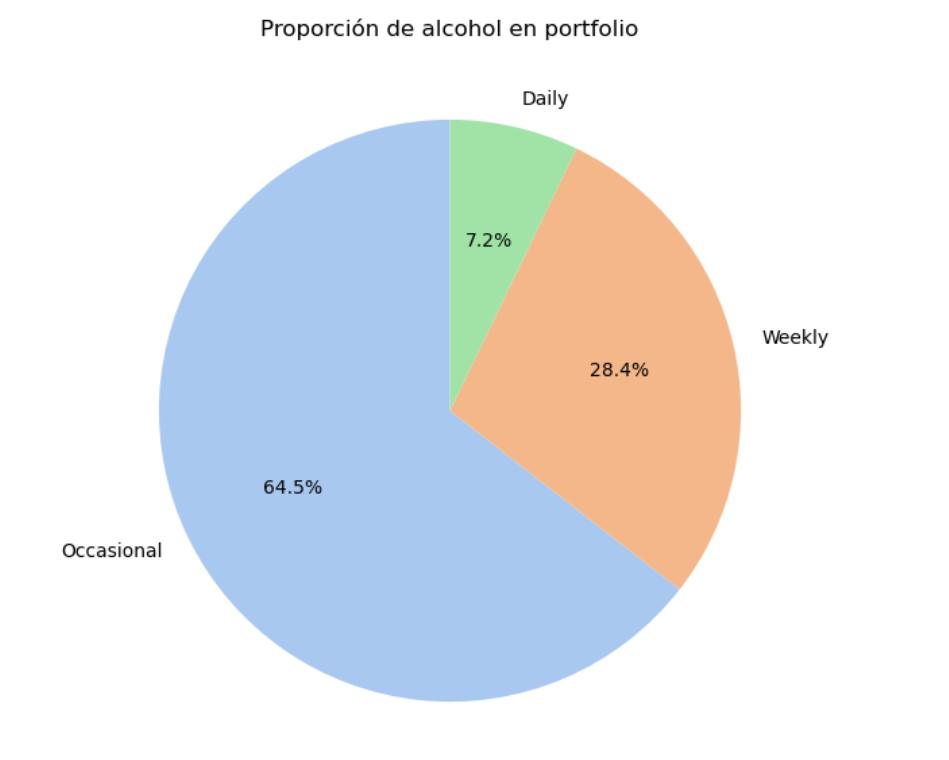 Proporción de alcohol en portfolio
Daily
7.2%
Weekly
28.4%
64.5%
Occasional